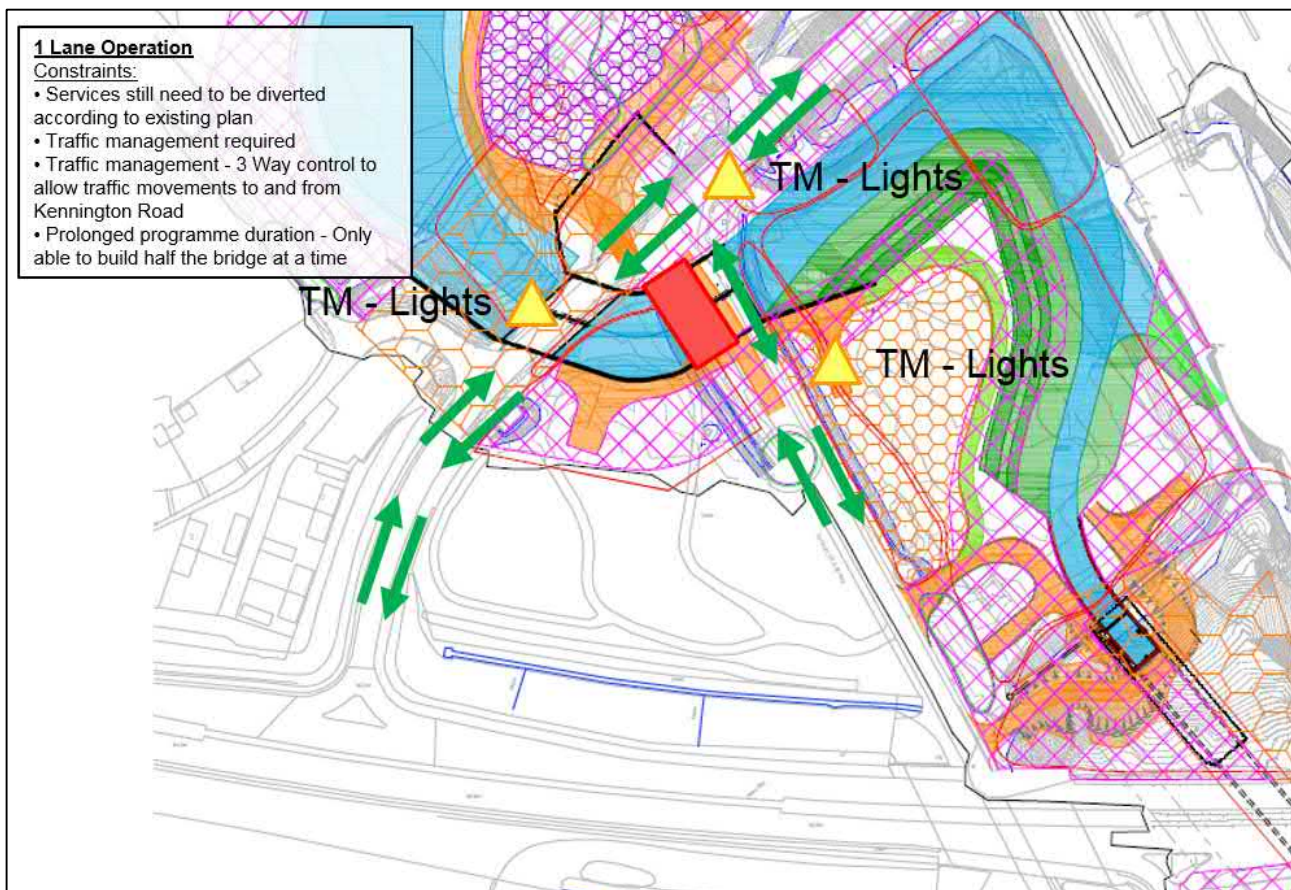 1 Lane Operation
Constraints:
• Services still need to be diverted
according to existing plan
• Traffic management required
• Traffic management - 3 Way control to
allow traffic movements to and from
Kennington Road
• Prolonged programme duration - Only
able to build half the bridge at a time
TM - Lights
TM - Lights
TM - Lights